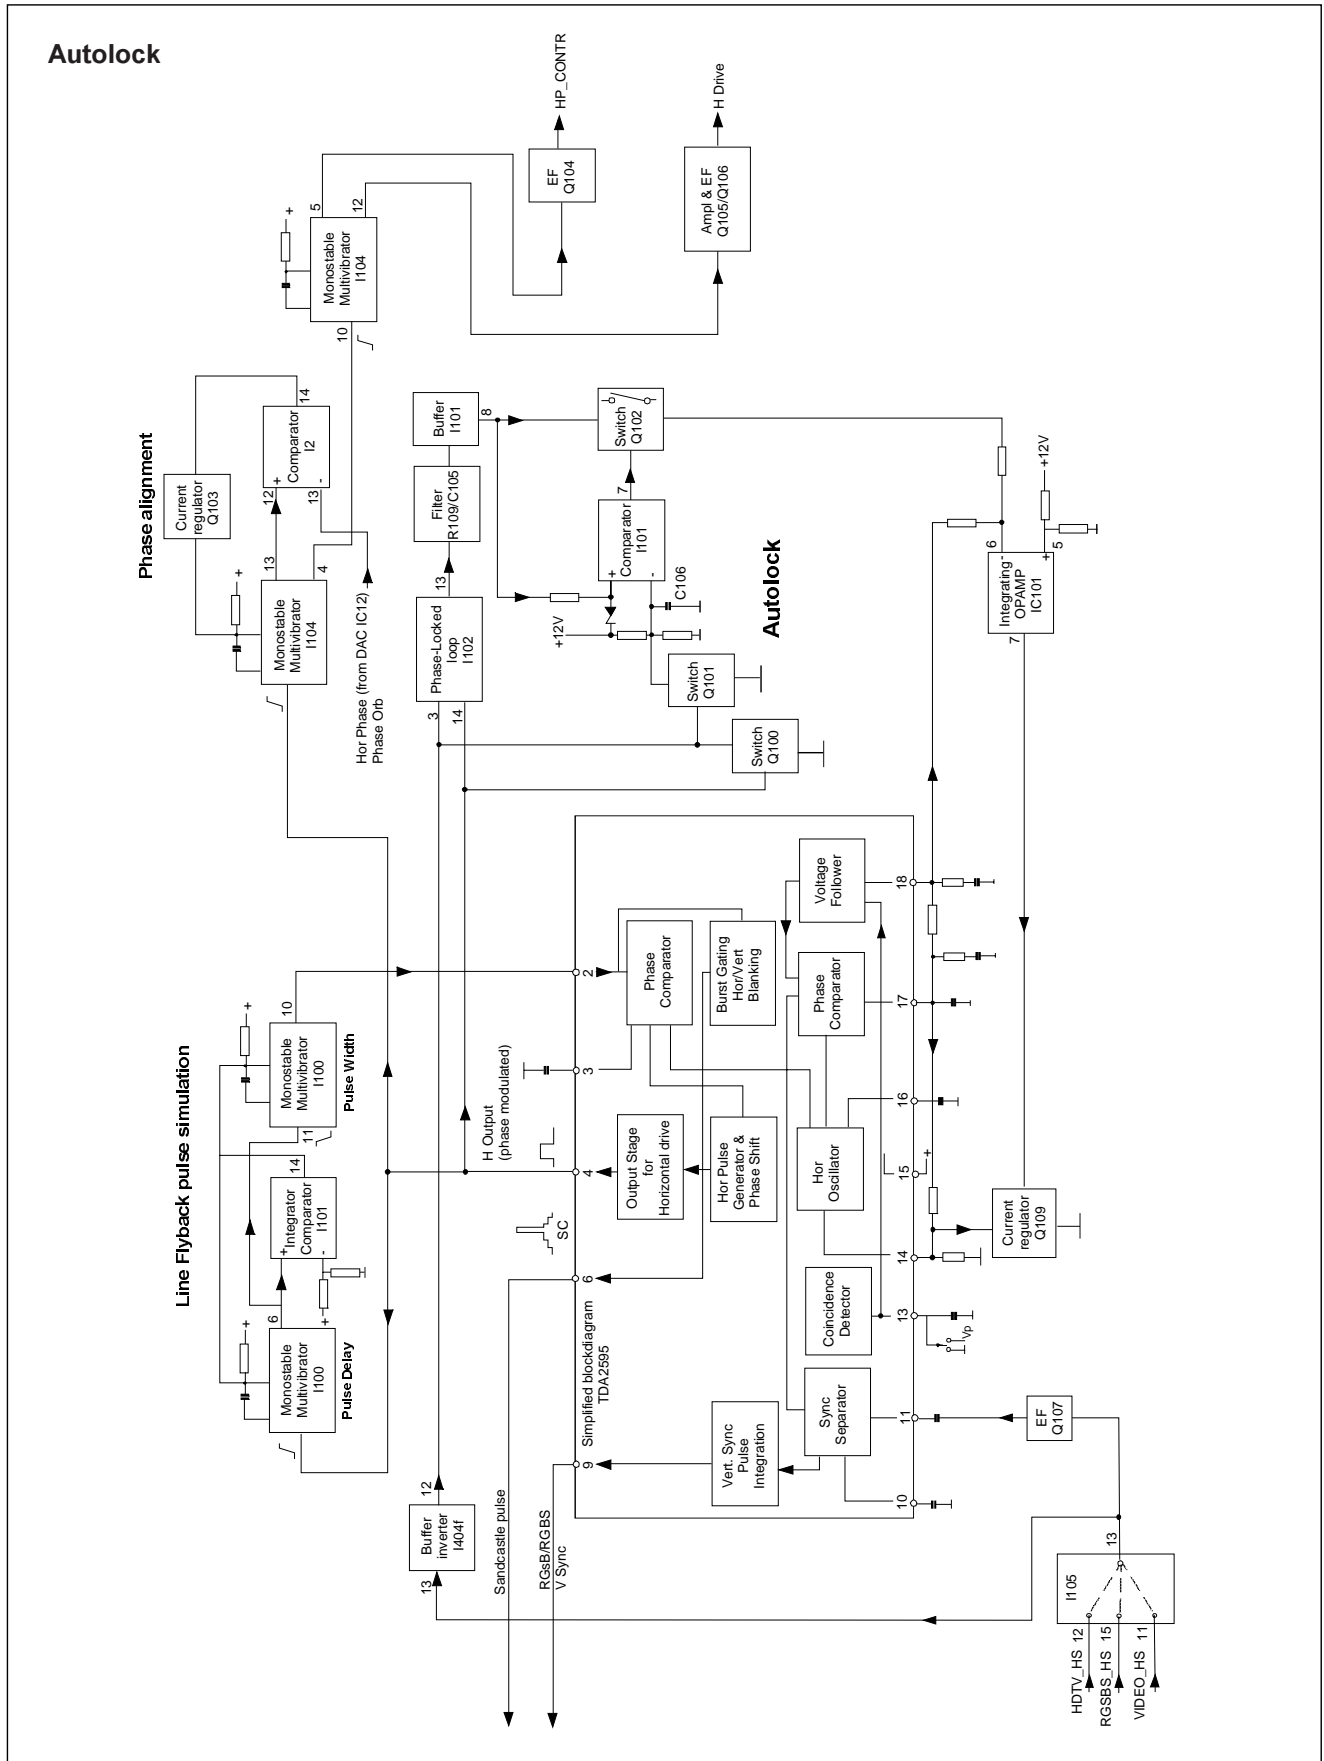 Autolock
HP_CONTR
H Drive
EF
Q104
Ampl & EF
Q105/Q106
5
12
+
Monostable
Multivibrator
I104
10
Phase alignment
Current
regulator
Q103
14
Comparator
I2
12
+
13
-
13
4
+
Monostable
Multivibrator
I104
Hor Phase (from DAC IC12)
Phase Orb
Buffer
I101
8
Filter
R109/C105
13
Phase-Locked
loop
I102
3
14
Switch
Q102
7
Comparator
I101
+
-
C106
+12V
Autolock
Switch
Q101
Switch
Q100
+12V
6
-
+
5
Integrating
OPAMP
IC101
7
Line Flyback pulse simulation
10
+
Monostable
Multivibrator
I100
Pulse Width
11
14
Integrator
Comparator
I101
+
-
+
6
+
Monostable
Multivibrator
I100
Pulse Delay
H Output
(phase modulated)
SC
2
3
4
6
9
Simplified blockdiagram
TDA2595
Phase
Comparator
Burst Gating
Hor/Vert
Blanking
Voltage
Follower
18
Phase
Comparator
17
Output Stage
for
Horizontal drive
Hor Pulse
Generator &
Phase Shift
Hor
Oscillator
16
15
+
14
Current
regulator
Q109
Coincidence
Detector
13
Vp
Vert. Sync
Pulse
Integration
Sync
Separator
11
10
EF
Q107
12
Buffer
inverter
I404f
13
Sandcastle pulse
RGsB/RGBS
V Sync
13
I105
HDTV_HS 12
RGSBS_HS 15
VIDEO_HS 11